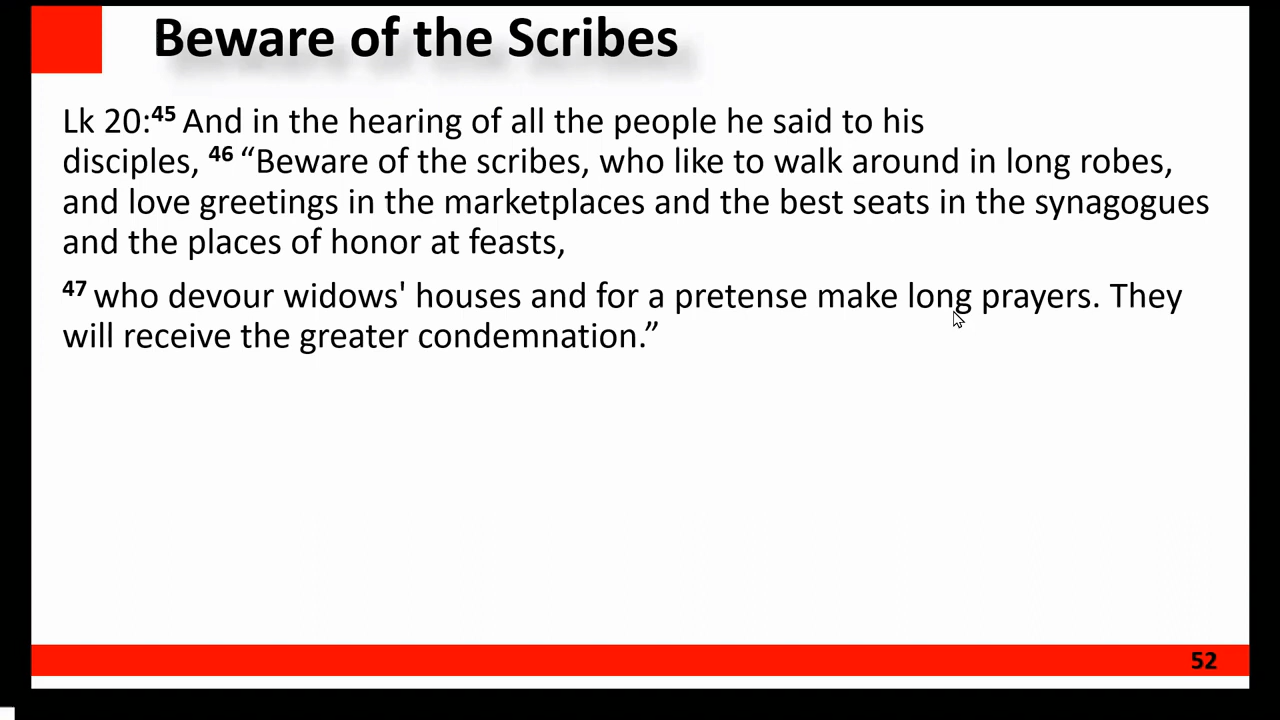 Beware of the Scribes
Lk 20:45 And in the hearing of all the people he said to his
disciples, 46 “Beware of the scribes, who like to walk around in long robes,
and love greetings in the marketplaces and the best seats in the synagogues
and the places of honor at feasts,
47 who devour widows' houses and for a pretense make long prayers. They
will receive the greater condemnation.”
52